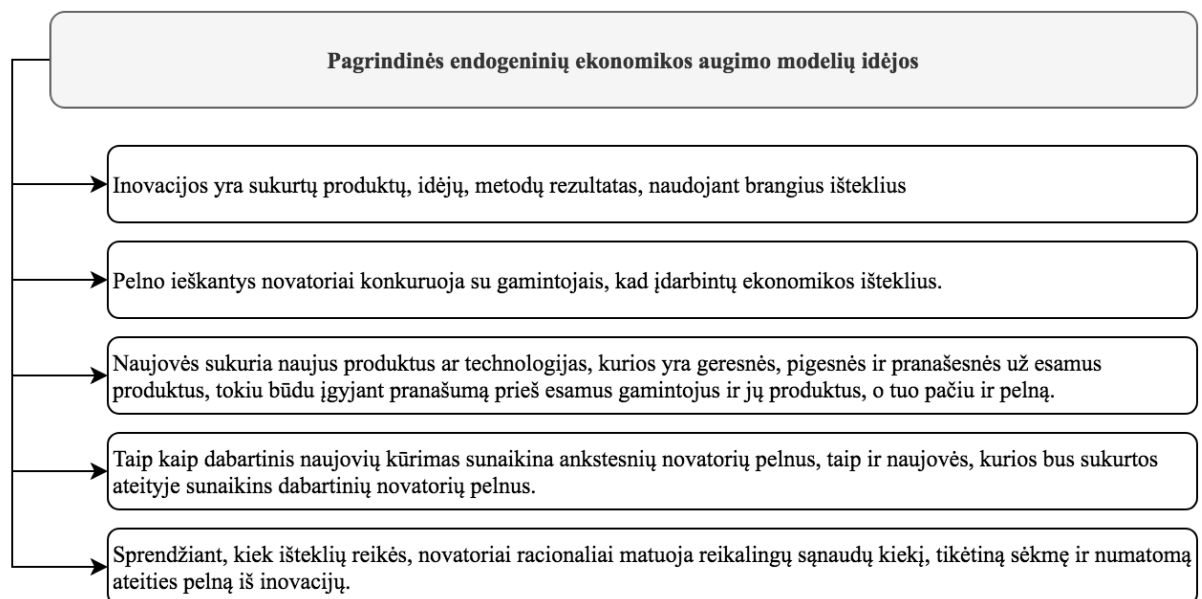 Pagrindinės endogeninių ekonomikos augimo modelių idėjos
Inovacijos yra sukurtų produktų, idėjų, metodų rezultatas, naudojant brangius išteklius
Pelno ieškantys novatoriai konkuruoja su gamintojais, kad įdarbintų ekonomikos išteklius.
Naujovės sukuria naujus produktus ar technologijas, kurios yra geresnės, pigesnės ir pranašesnės už esamus
produktus, tokiu būdu įgyjant pranašumą prieš esamus gamintojus ir jų produktus, o tuo pačiu ir pelną.
Taip kaip dabartinis naujovių kūrimas sunaikina ankstesnių novatorių pelnus, taip ir naujovės, kurios bus sukurtos
ateityje sunaikins dabartinių novatorių pelnus.
Sprendžiant, kiek išteklių reikės, novatoriai racionaliai matuoja reikalingų sąnaudų kiekį, tikėtiną sėkmę ir numatomą
ateities pelną iš inovacijų.